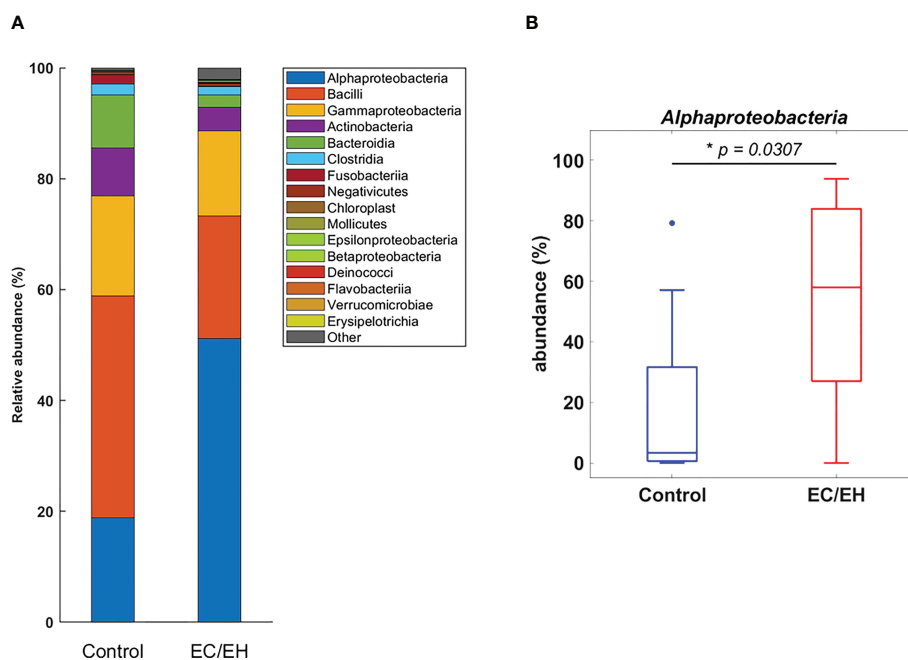 A
100
80
60
40
20
0
Relative abundance (%)
Control
EC/EH
Alphaproteobacteria
Bacilli
Gammaproteobacteria
Actinobacteria
Bacteroidia
Clostridia
Fusobacteriia
Negativicutes
Chloroplast
Mollicutes
Epsilonproteobacteria
Betaproteobacteria
Deinococci
Flavobacteriia
Verrucomicrobiae
Erysipelotrichia
Other
B
Alphaproteobacteria
* p = 0.0307
100
80
60
40
20
0
abundance (%)
Control
EC/EH